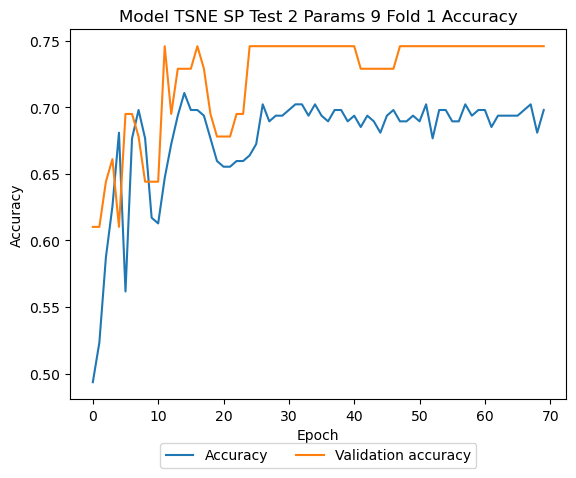 Model TSNE SP Test 2 Params 9 Fold 1 Accuracy
0.75
0.70
0.65
0.60
0.55
0.50
Accuracy
0 10 20 30 40 50 60 70
Epoch
Accuracy Validation accuracy